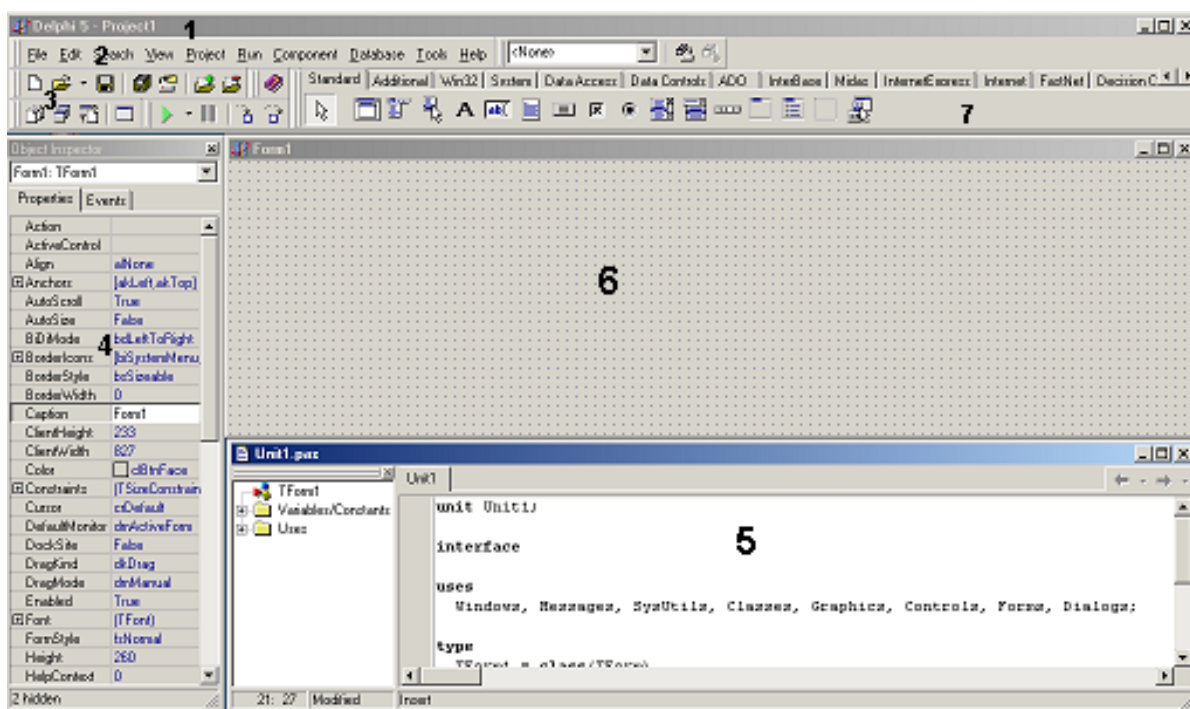 Delphi 5 - Project1
1
File Edit Search View Project Run Component Database Tools Help <None>
2
Standard Additional Win32 System Data Access Data Controls ADO InterBase Midas InternetExpress Internet FastNet Decision C
3
7
Object Inspector
Form1: TForm1
Properties Events
Action
ActiveControl
Align alNone
Anchors [akLeft,akTop]
AutoScroll True
AutoSize False
BiDiMode bdLeftToRight
4
BorderIcons [biSystemMenu,
BorderStyle bsSizeable
BorderWidth 0
Caption Form1
ClientHeight 233
ClientWidth 627
Color clBtnFace
Constraints (TSizeConstrain
Cursor crDefault
DefaultMonitor dmActiveForm
DockSite False
DragKind dkDrag
DragMode dmManual
Enabled True
Font (TFont)
FormStyle fsNormal
Height 260
HelpContext 0
2 hidden
Form1
6
Unit1.pas
TForm1
Variables/Constants
Uses
Unit1
unit Unit1;
interface
5
uses
Windows, Messages, SysUtils, Classes, Graphics, Controls, Forms, Dialogs;
type
TForm1 = class(TForm)
21: 27 Modified Insert